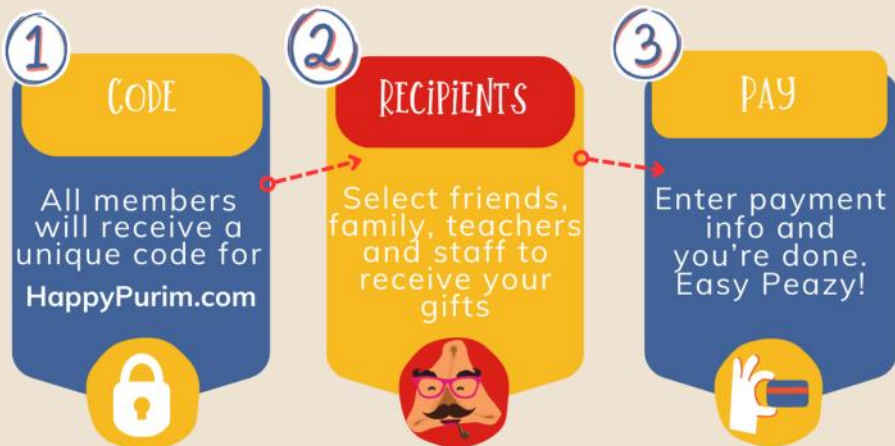 1
CODE
All members
will receive a
unique code for
HappyPurim.com
2
RECIPIENTS
Select friends,
family, teachers
and staff to
receive your
gifts
3
PAY
Enter payment
info and
you're done.
Easy Peazy!